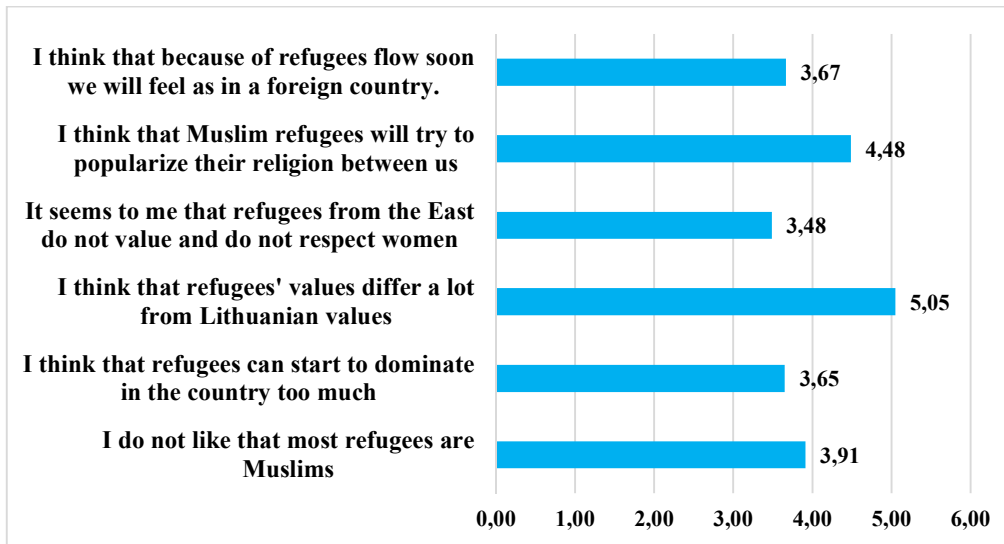 I think that because of refugees flow soon
we will feel as in a foreign country.
3,67
I think that Muslim refugees will try to
popularize their religion between us
4,48
It seems to me that refugees from the East
do not value and do not respect women
3,48
I think that refugees' values differ a lot
from Lithuanian values
5,05
I think that refugees can start to dominate
in the country too much
3,65
I do not like that most refugees are
Muslims
3,91
0,00 1,00 2,00 3,00 4,00 5,00 6,00